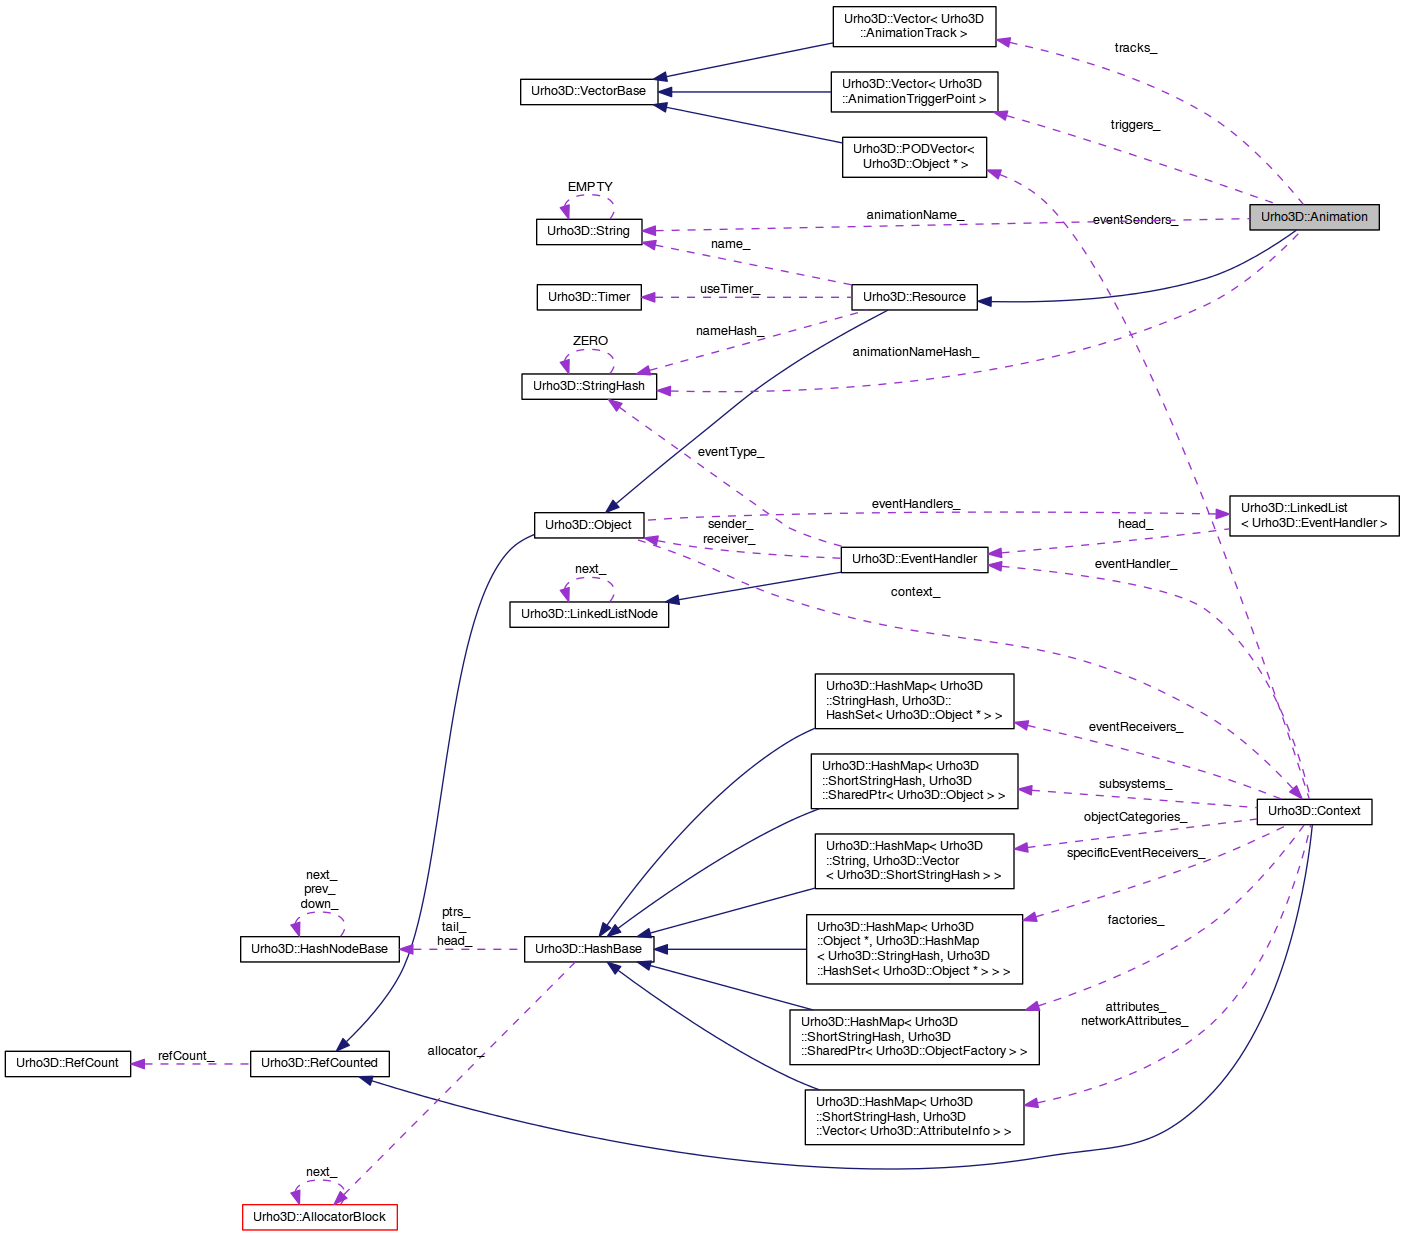 Urho3D::Vector< Urho3D
::AnimationTrack >
tracks_
Urho3D::VectorBase
Urho3D::Vector< Urho3D
::AnimationTriggerPoint >
triggers_
Urho3D::PODVector<
Urho3D::Object * >
EMPTY
Urho3D::String
animationName_
eventSenders_
Urho3D::Animation
name_
Urho3D::Timer
useTimer_
Urho3D::Resource
nameHash_
ZERO
animationNameHash_
Urho3D::StringHash
eventType_
Urho3D::Object
eventHandlers_
Urho3D::LinkedList
< Urho3D::EventHandler >
sender_
receiver_
head_
Urho3D::EventHandler
eventHandler_
next_
context_
Urho3D::LinkedListNode
Urho3D::HashMap< Urho3D
::StringHash, Urho3D::
HashSet< Urho3D::Object * > >
eventReceivers_
Urho3D::HashMap< Urho3D
::ShortStringHash, Urho3D
::SharedPtr< Urho3D::Object > >
subsystems_
Urho3D::Context
objectCategories_
Urho3D::HashMap< Urho3D
::String, Urho3D::Vector
< Urho3D::ShortStringHash > >
specificEventReceivers_
next_
prev_
down_
Urho3D::HashNodeBase
ptrs_
tail_
head_
Urho3D::HashBase
Urho3D::HashMap< Urho3D
::Object *, Urho3D::HashMap
< Urho3D::StringHash, Urho3D
::HashSet< Urho3D::Object * > > >
factories_
Urho3D::HashMap< Urho3D
::ShortStringHash, Urho3D
::SharedPtr< Urho3D::ObjectFactory > >
attributes_
networkAttributes_
Urho3D::RefCount
refCount_
Urho3D::RefCounted
allocator_
Urho3D::HashMap< Urho3D
::ShortStringHash, Urho3D
::Vector< Urho3D::AttributeInfo > >
next_
Urho3D::AllocatorBlock